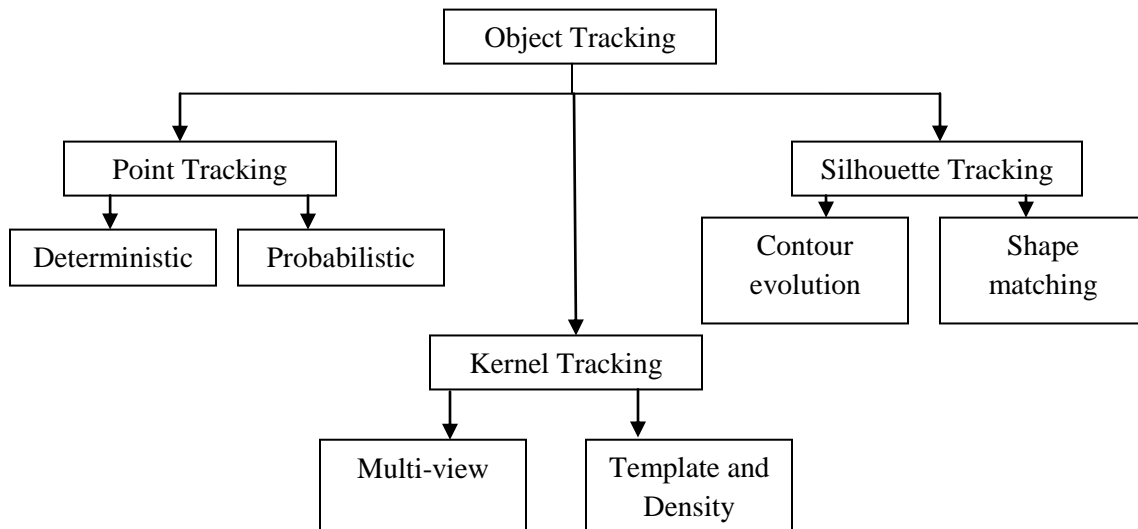 Object Tracking
Point Tracking
Silhouette Tracking
Deterministic
Probabilistic
Contour
evolution
Shape
matching
Kernel Tracking
Multi-view
Template and
Density